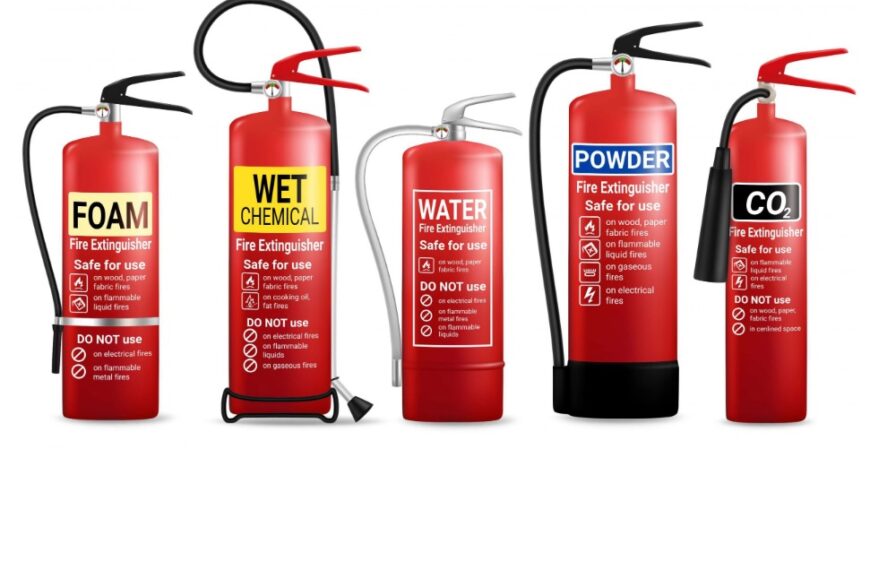 FOAM
Fire Extinguisher
Safe for use
on wood, paper
fabric fires
on flammable
liquid fires
DO NOT use
on electrical fires
on flammable
metal fires
WET
CHEMICAL
Fire Extinguisher
Safe for use
on wood, paper
fabric fires
on cooking oil,
fat fires
DO NOT use
on electrical fires
on flammable
liquids
on gaseous fires
WATER
Fire Extinguisher
Safe for use
on wood, paper
fabric fires
DO NOT use
on electrical fires
on flammable
metal fires
on flammable
liquids
POWDER
Fire Extinguisher
Safe for use
on wood, paper
fabric fires
on flammable
liquid fires
on gaseous
fires
on electrical
fires
CO₂
Fire Extinguisher
Safe for use
on flammable
liquid fires
on electrical
fires
DO NOT use
on wood, paper,
fabric fires
in cenlined space